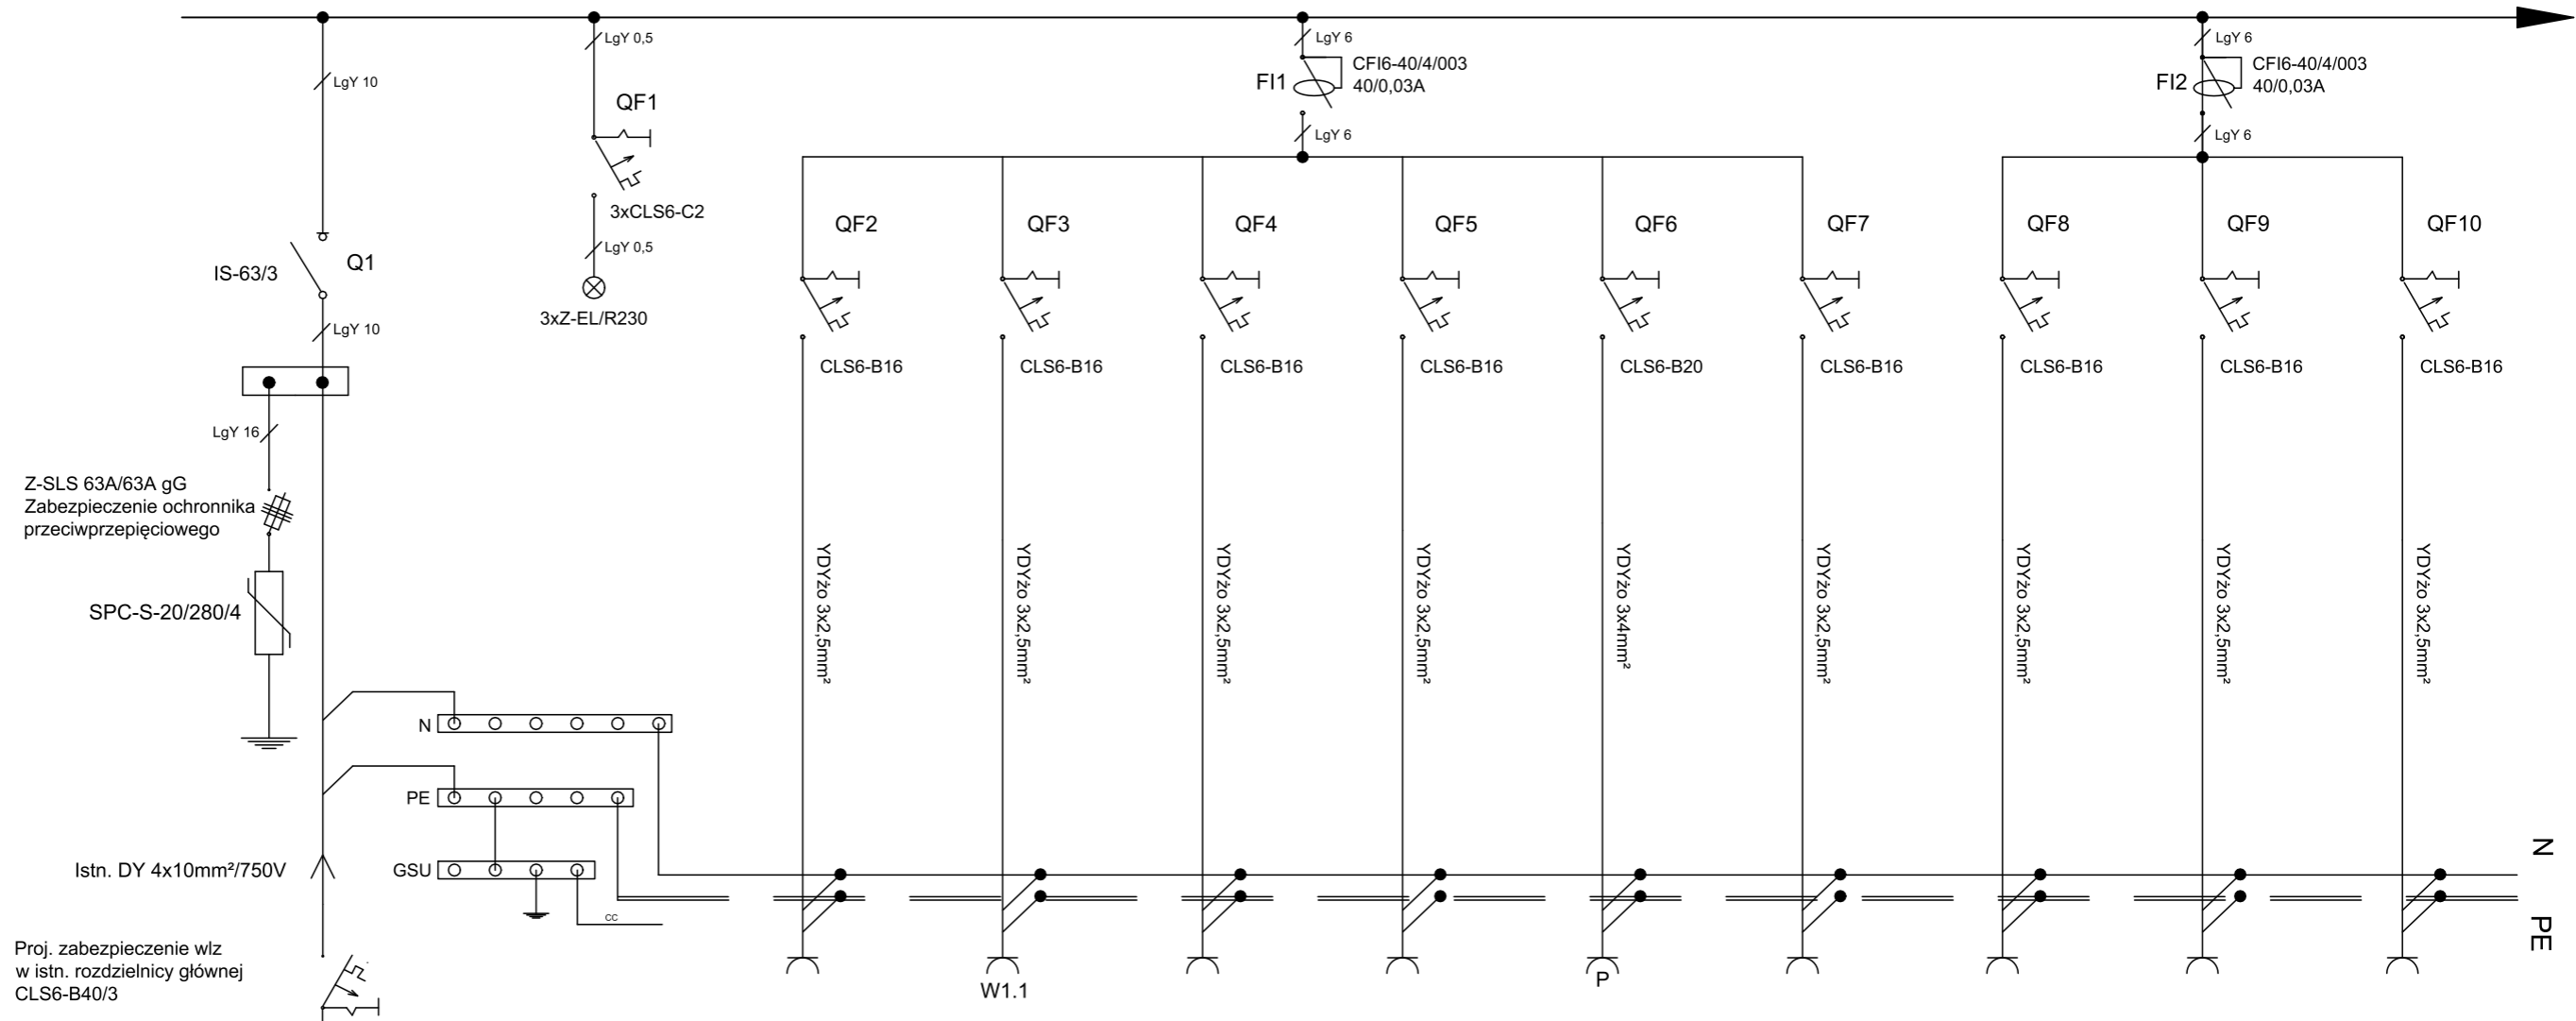 LgY 0,5
LgY 6
LgY 6
LgY 10
QF1
FI1
CFI6-40/4/003
40/0,03A
FI2
CFI6-40/4/003
40/0,03A
LgY 6
LgY 6
3xCLS6-C2
LgY 0,5
QF2
QF3
QF4
QF5
QF6
QF7
QF8
QF9
QF10
IS-63/3
Q1
3xZ-EL/R230
LgY 10
CLS6-B16
CLS6-B16
CLS6-B16
CLS6-B16
CLS6-B20
CLS6-B16
CLS6-B16
CLS6-B16
CLS6-B16
LgY 16
Z-SLS 63A/63A gG
Zabezpieczenie ochronnika
przeciwprzepięciowego
SPC-S-20/280/4
YDYżo 3x2,5mm²
YDYżo 3x2,5mm²
YDYżo 3x2,5mm²
YDYżo 3x2,5mm²
YDYżo 3x4mm²
YDYżo 3x2,5mm²
YDYżo 3x2,5mm²
YDYżo 3x2,5mm²
YDYżo 3x2,5mm²
N
PE
GSU
Istn. DY 4x10mm²/750V
CC
N
PE
Proj. zabezpieczenie wlz
w istn. rozdzielnicy głównej
CLS6-B40/3
W1.1
P